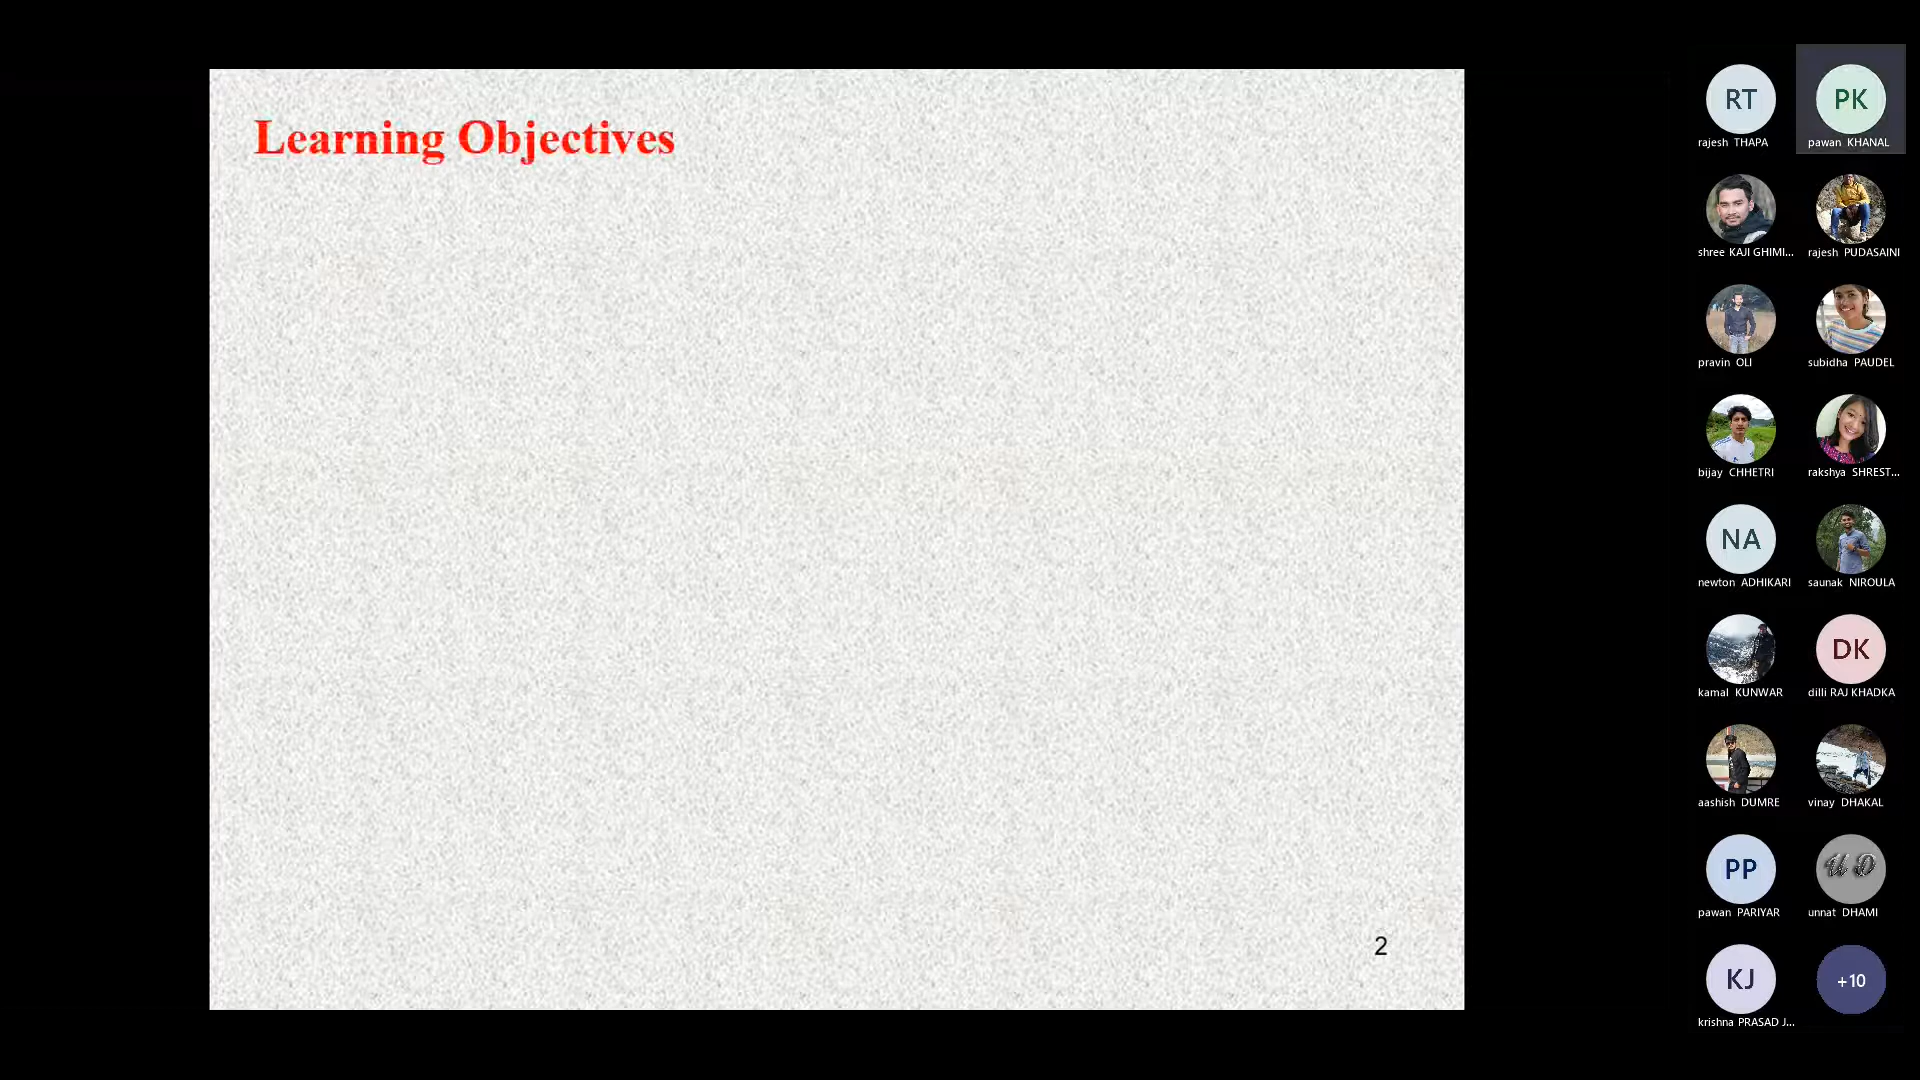 Learning Objectives
2
RT
PK
rajesh THAPA
pawan KHANAL
shree KAJI GHIMI...
rajesh PUDASAINI
pravin OLI
subidha PAUDEL
bijay CHHETRI
rakshya SHREST...
NA
newton ADHIKARI
saunak NIROULA
DK
kamal KUNWAR
dilli RAJ KHADKA
aashish DUMRE
vinay DHAKAL
PP
U D
pawan PARIYAR
unnat DHAMI
KJ
+10
krishna PRASAD J...